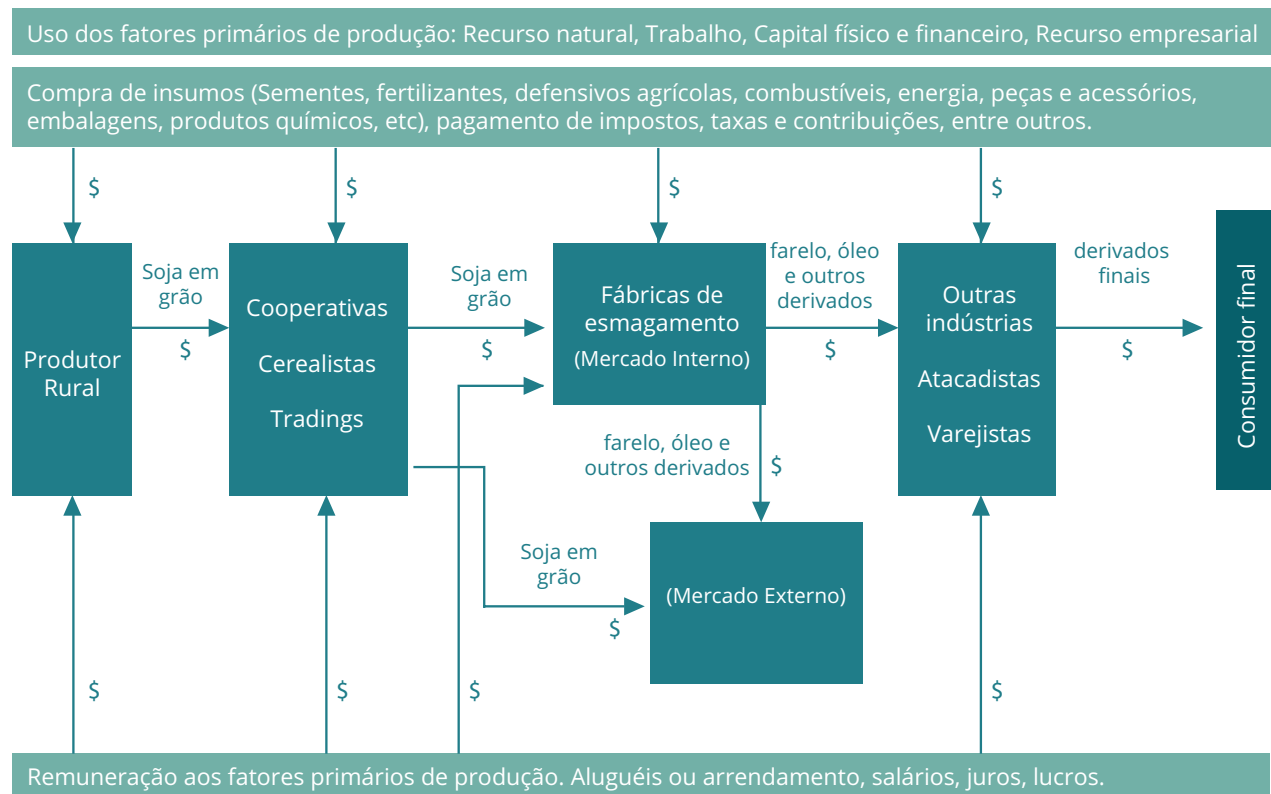 Uso dos fatores primários de produção: Recurso natural, Trabalho, Capital físico e financeiro, Recurso empresarial
Compra de insumos (Sementes, fertilizantes, defensivos agrícolas, combustíveis, energia, peças e acessórios,
embalagens, produtos químicos, etc), pagamento de impostos, taxas e contribuições, entre outros.
$
$
$
$
Produtor
Rural
Soja em
grão
$
Cooperativas
Cerealistas
Tradings
Soja em
grão
$
Fábricas de
esmagamento
(Mercado Interno)
farelo, óleo
e outros
derivados
$
Outras
indústrias
Atacadistas
Varejistas
derivados
finais
$
Consumidor final
farelo, óleo e
outros derivados
$
Soja em
grão
$
(Mercado Externo)
$
$
$
$
Remuneração aos fatores primários de produção. Aluguéis ou arrendamento, salários, juros, lucros.